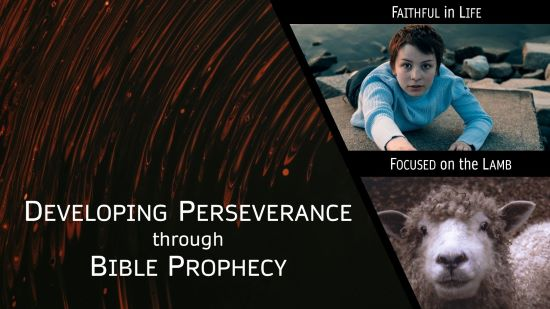 FAITHFUL in LIFE
FOCUSED on the LAMB
DEVELOPING PERSEVERANCE
through
BIBLE PROPHECY